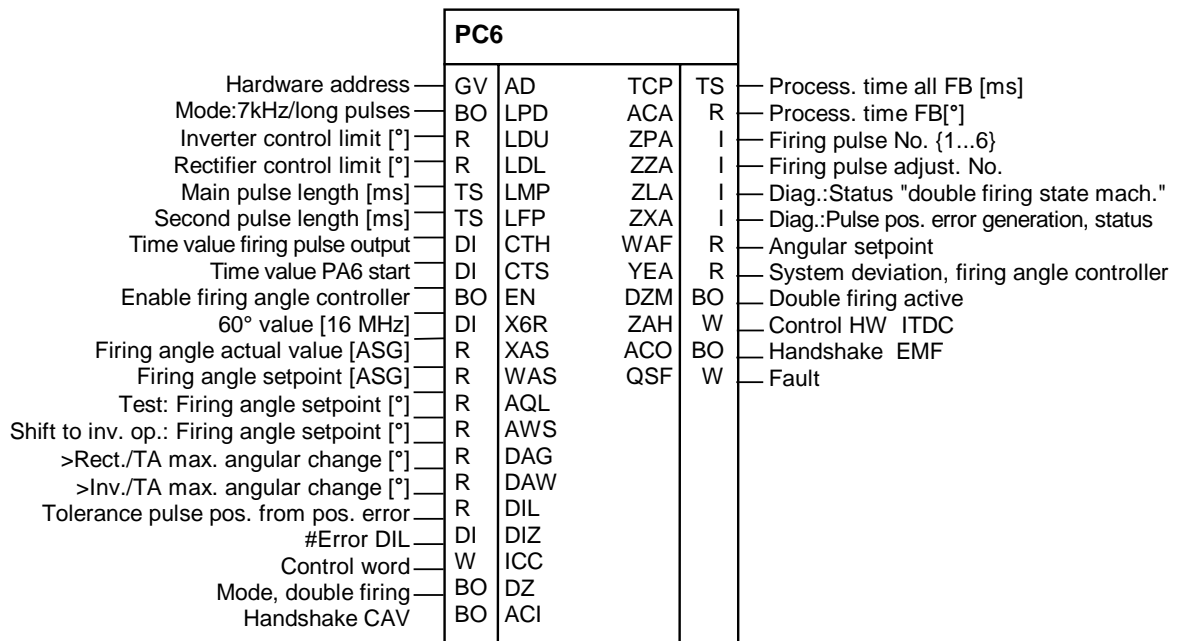 PC6
Hardware address GV AD TCP TS Process. time all FB [ms]
Mode:7kHz/long pulses BO LPD ACA R Process. time FB[°]
Inverter control limit [°] R LDU ZPA I Firing pulse No. {1...6}
Rectifier control limit [°] R LDL ZZA I Firing pulse adjust. No.
Main pulse length [ms] TS LMP ZLA I Diag.:Status "double firing state mach."
Second pulse length [ms] TS LFP ZXA I Diag.:Pulse pos. error generation, status
Time value firing pulse output DI CTH WAF R Angular setpoint
Time value PA6 start DI CTS YEA R System deviation, firing angle controller
Enable firing angle controller BO EN DZM BO Double firing active
60° value [16 MHz] DI X6R ZAH W Control HW ITDC
Firing angle actual value [ASG] R XAS ACO BO Handshake EMF
Firing angle setpoint [ASG] R WAS QSF W Fault
Test: Firing angle setpoint [°] R AQL
Shift to inv. op.: Firing angle setpoint [°] R AWS
>Rect./TA max. angular change [°] R DAG
>Inv./TA max. angular change [°] R DAW
Tolerance pulse pos. from pos. error R DIL
#Error DIL DI DIZ
Control word W ICC
Mode, double firing BO DZ
Handshake CAV BO ACI